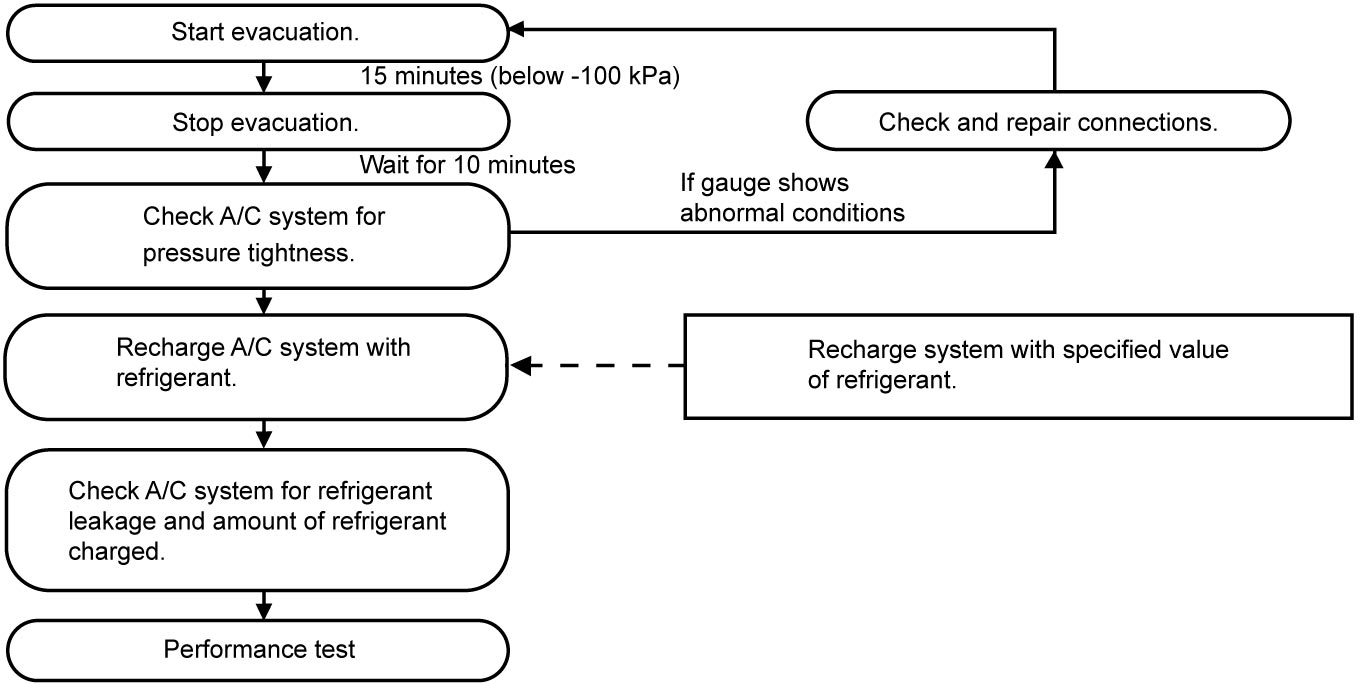 Start evacuation.
15 minutes (below -100 kPa)
Stop evacuation.
Check and repair connections.
Wait for 10 minutes
If gauge shows
abnormal conditions
Check A/C system for
pressure tightness.
Recharge A/C system with
refrigerant.
Recharge system with specified value
of refrigerant.
Check A/C system for refrigerant
leakage and amount of refrigerant
charged.
Performance test